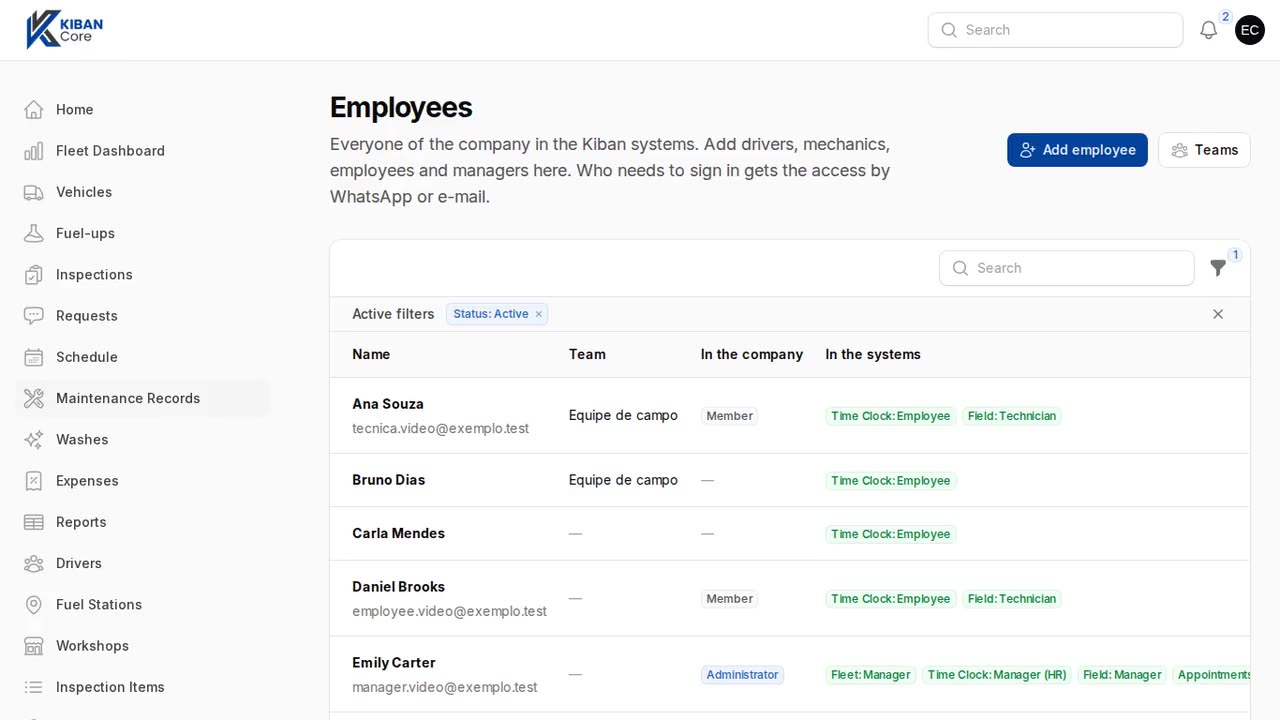 KIBAN
Core
Search
2
EC
Home
Fleet Dashboard
Vehicles
Fuel-ups
Inspections
Requests
Schedule
Maintenance Records
Washes
Expenses
Reports
Drivers
Fuel Stations
Workshops
Inspection Items
Employees
Everyone of the company in the Kiban systems. Add drivers, mechanics,
employees and managers here. Who needs to sign in gets the access by
WhatsApp or e-mail.
Add employee
Teams
Search
1
Active filters Status: Active ×
Name Team In the company In the systems
Ana Souza
tecnica.video@exemplo.test
Equipe de campo Member Time Clock: Employee Field: Technician
Bruno Dias Equipe de campo — Time Clock: Employee
Carla Mendes — — Time Clock: Employee
Daniel Brooks
employee.video@exemplo.test
— Member Time Clock: Employee Field: Technician
Emily Carter
manager.video@exemplo.test
— Administrator Fleet: Manager Time Clock: Manager (HR) Field: Manager Appointments